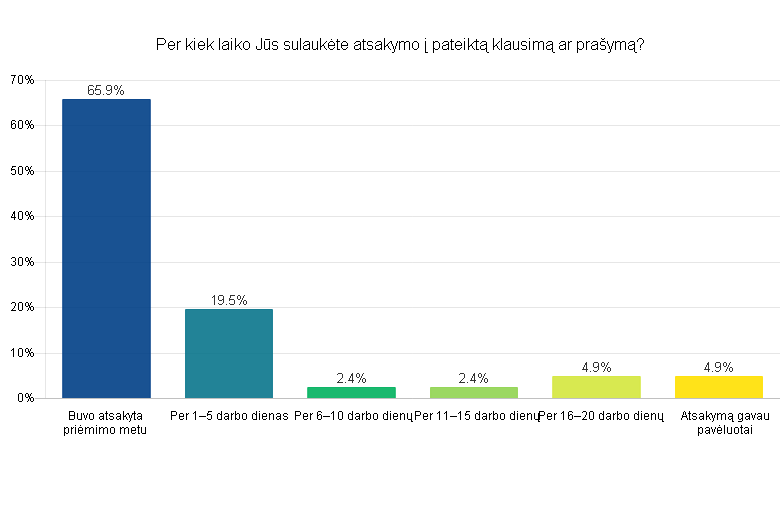 Per kiek laiko Jūs sulaukėte atsakymo į pateiktą klausimą ar prašymą?
70%
60%
50%
40%
30%
20%
10%
0%
65.9%
19.5%
2.4%
2.4%
4.9%
4.9%
Buvo atsakyta
priėmimo metu
Per 1–5 darbo dienas
Per 6–10 darbo dienų
Per 11–15 darbo dienų
Per 16–20 darbo dienų
Atsakymą gavau
pavėluotai